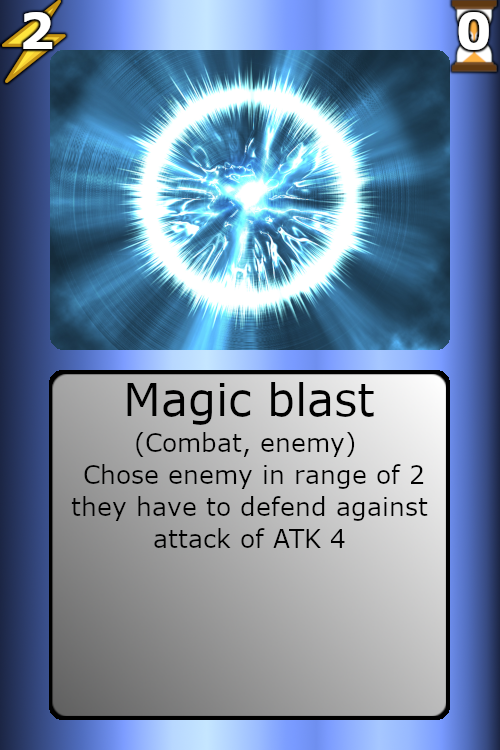 2
0
Magic blast
(Combat, enemy)
Chose enemy in range of 2
they have to defend against
attack of ATK 4